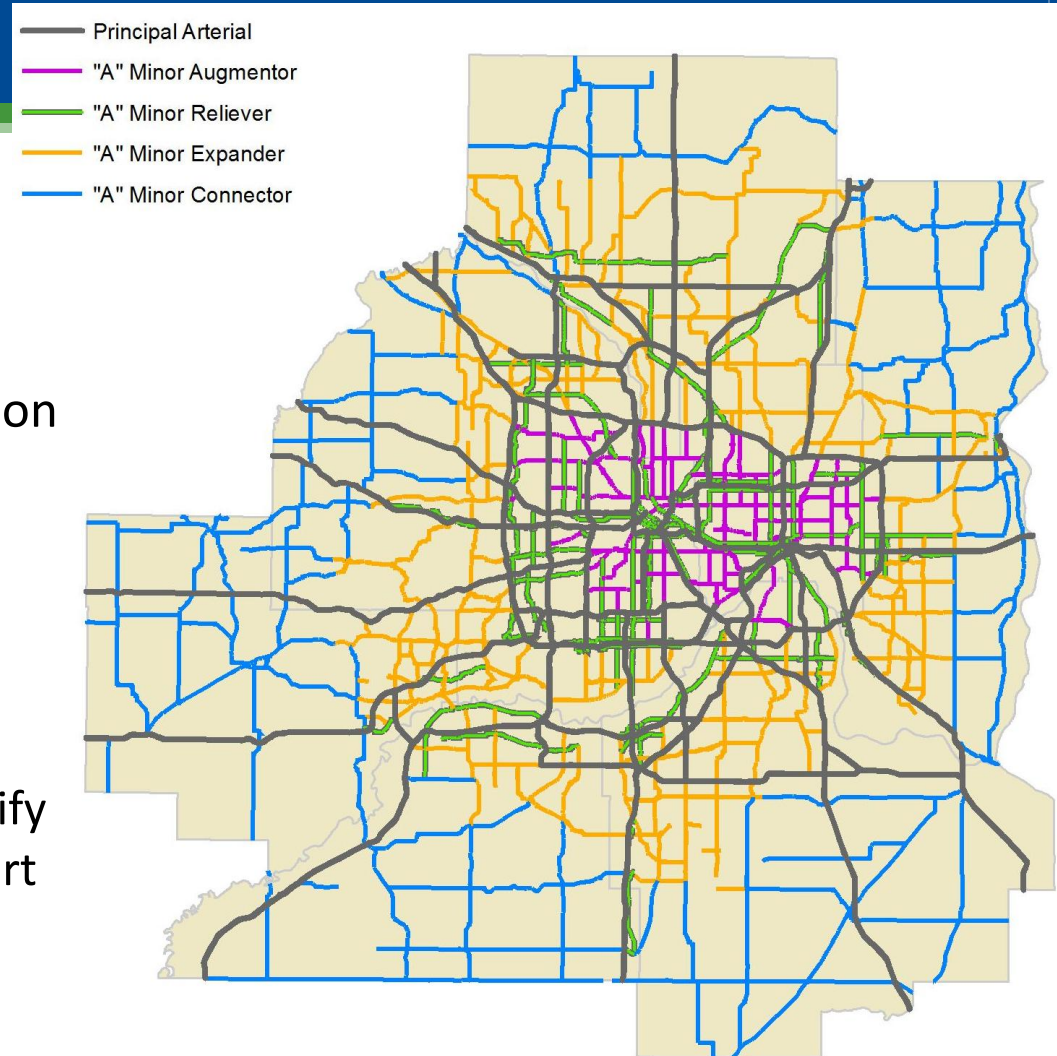 Principal Arterial
"A" Minor Augmentor
"A" Minor Reliever
"A" Minor Expander
"A" Minor Connector
on
ify
rt